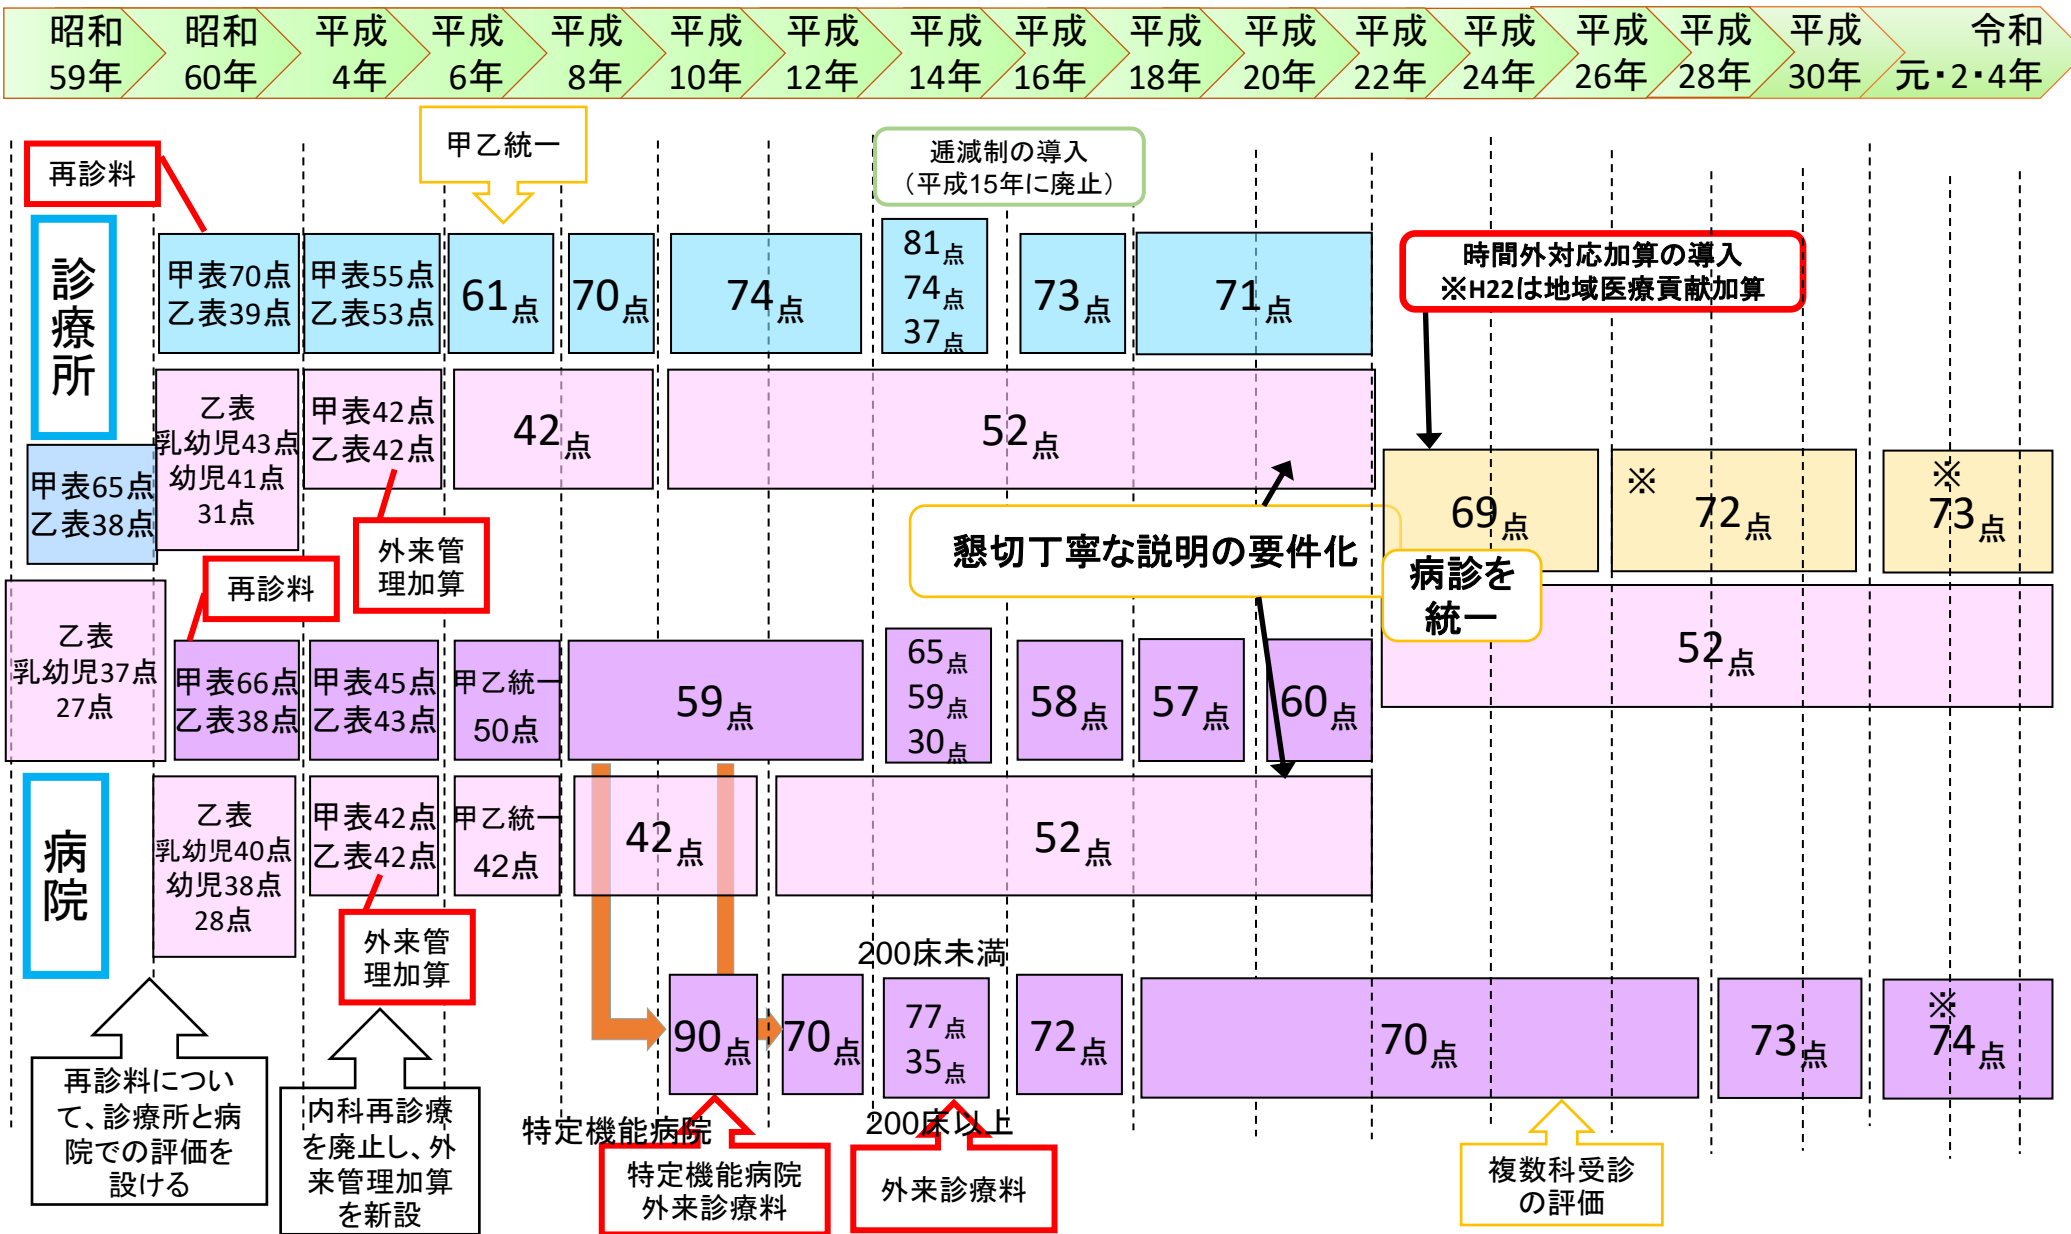 昭和
59年
昭和
60年
平成
4年
平成
6年
平成
8年
平成
10年
平成
12年
平成
14年
平成
16年
平成
18年
平成
20年
平成
22年
平成
24年
平成
26年
平成
28年
平成
30年
令和
元・2・4年
再診料
甲乙統一
逓減制の導入
（平成15年に廃止）
診療所
甲表70点
乙表39点
甲表55点
乙表53点
61点
70点
74点
81点
74点
37点
73点
71点
時間外対応加算の導入
※H22は地域医療貢献加算
乙表
乳幼児43点
幼児41点
31点
甲表42点
乙表42点
42点
52点
甲表65点
乙表38点
外来管
理加算
懇切丁寧な説明の要件化
69点
※
72点
※
73点
病診を
統一
52点
再診料
乙表
乳幼児37点
27点
甲表66点
乙表38点
甲表45点
乙表43点
甲乙統一
50点
59点
65点
59点
30点
58点
57点
60点
病院
乙表
乳幼児40点
幼児38点
28点
甲表42点
乙表42点
甲乙統一
42点
42点
52点
外来管
理加算
200床未満
90点
70点
77点
35点
72点
70点
73点
※
74点
再診料につい
て、診療所と病
院での評価を
設ける
内科再診療
を廃止し、外
来管理加算
を新設
特定機能病院
特定機能病院
外来診療料
200床以上
外来診療料
複数科受診
の評価